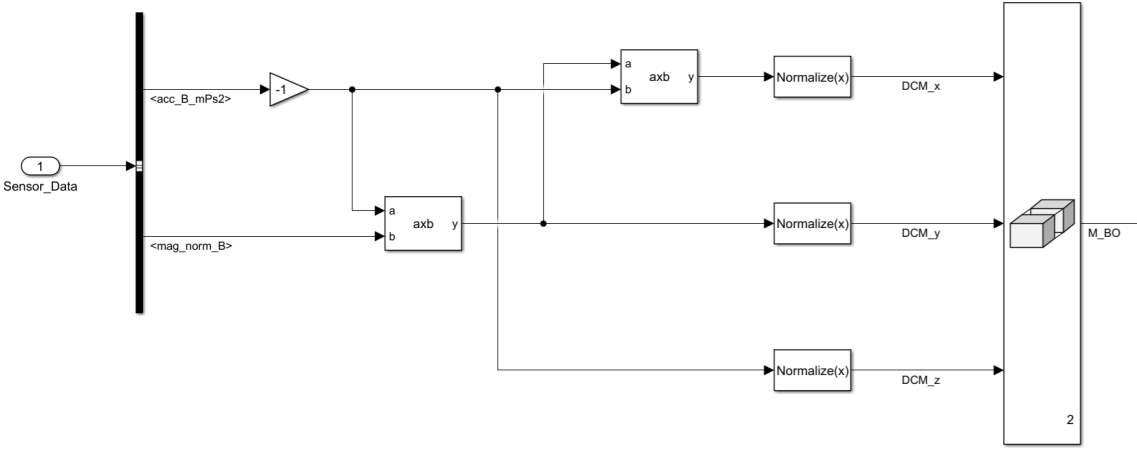 1
Sensor_Data
<acc_B_mPs2>
-1
<mag_norm_B>
a
b
axb
y
a
b
axb
y
Normalize(x)
DCM_x
Normalize(x)
DCM_y
Normalize(x)
DCM_z
M_BO
2